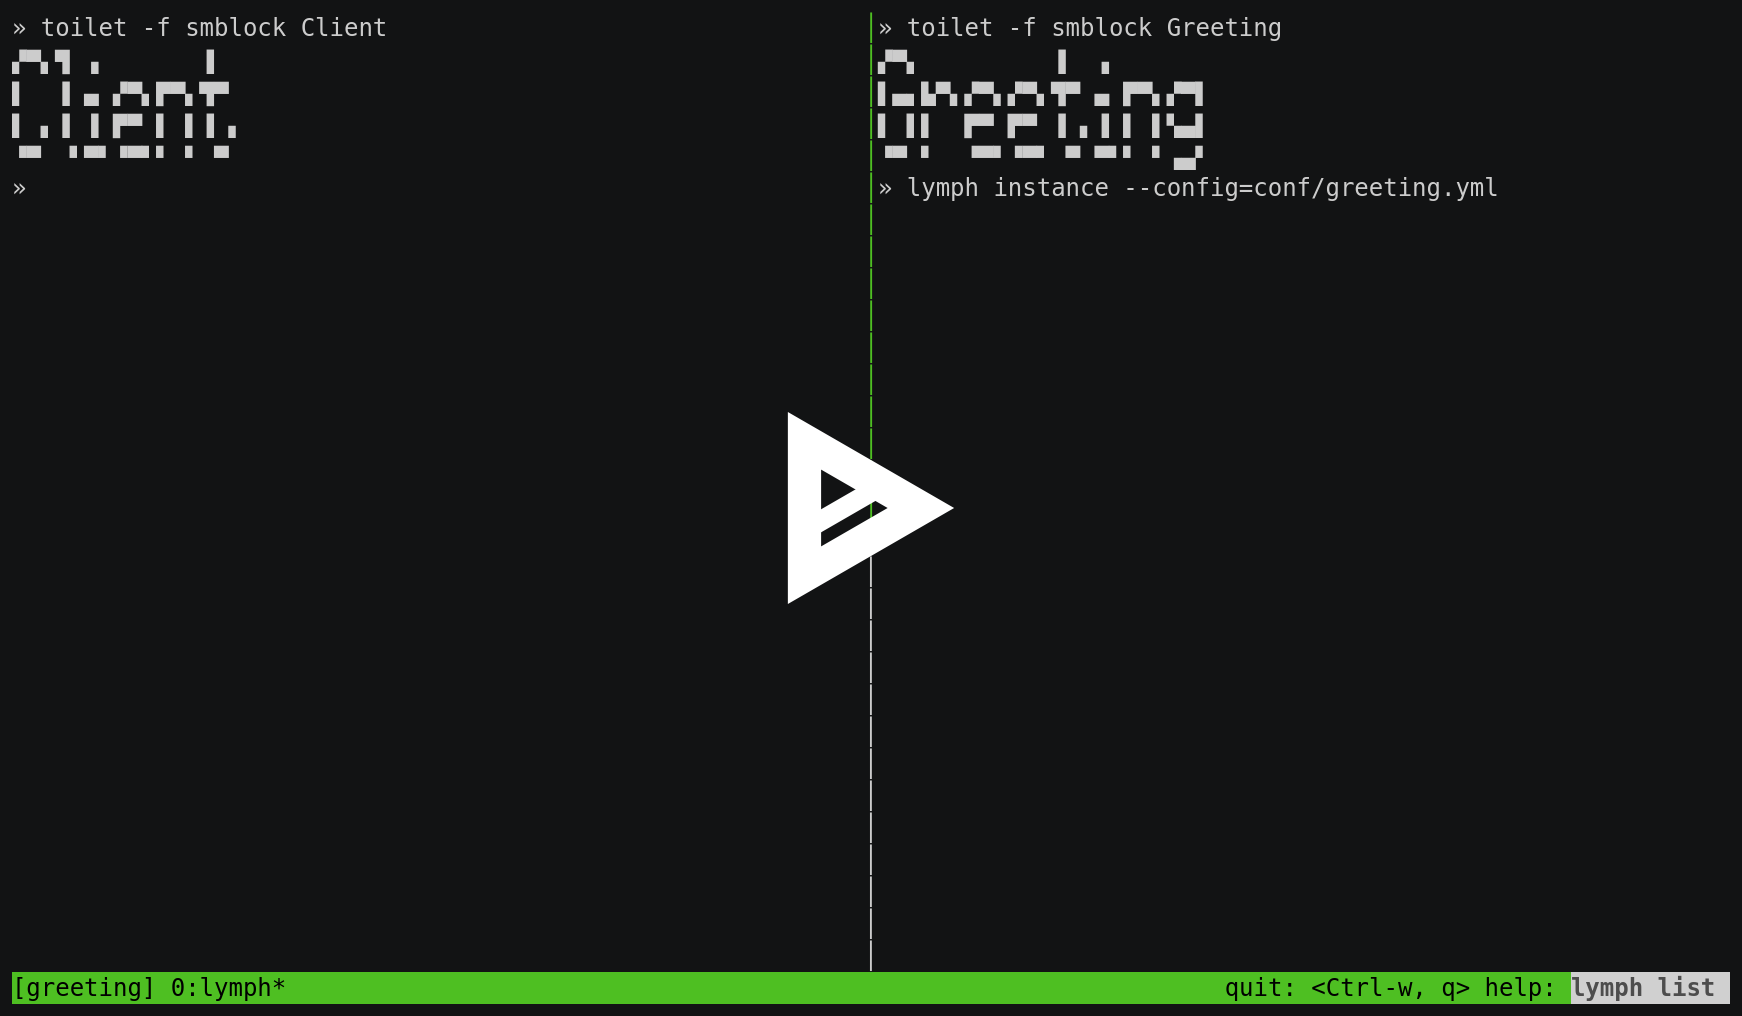 » toilet -f smblock Client
Client
»
» toilet -f smblock Greeting
Greeting
» lymph instance --config=conf/greeting.yml
[greeting] 0:lymph* quit: <Ctrl-w, q> help: lymph list